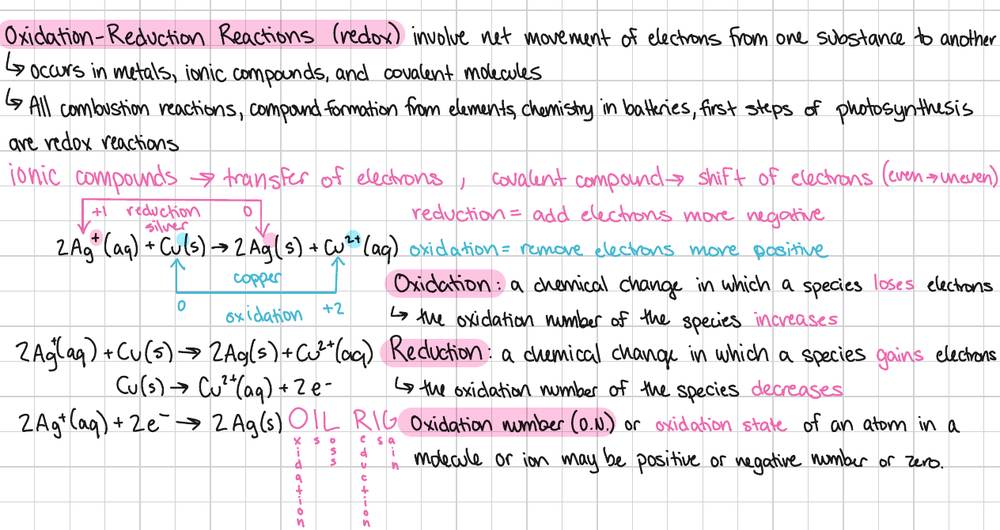 Oxidation-Reduction Reactions (redox) involve net movement of electrons from one substance to another
↳ occurs in metals, ionic compounds, and covalent molecules
↳ All combustion reactions, compound formation from elements, chemistry in batteries, first steps of photosynthesis
are redox reactions
ionic compounds → transfer of electrons , covalent compound → shift of electrons (even → uneven)
+1 reduction 0
silver
reduction = add electrons more negative
2Ag⁺(aq) + Cu(s) → 2Ag(s) + Cu²⁺(aq)
oxidation = remove electrons more positive
copper
0 oxidation +2
Oxidation: a chemical change in which a species loses electrons
↳ the oxidation number of the species increases
2Ag⁺(aq) + Cu(s) → 2Ag(s) + Cu²⁺(aq)
Reduction: a chemical change in which a species gains electrons
Cu(s) → Cu²⁺(aq) + 2e⁻
↳ the oxidation number of the species decreases
2Ag⁺(aq) + 2e⁻ → 2Ag(s)
OIL RIG
Oxidation
Is
Loss
Reduction
Is
Gain
Oxidation number (O.N.) or oxidation state of an atom in a
molecule or ion may be positive or negative number or zero.